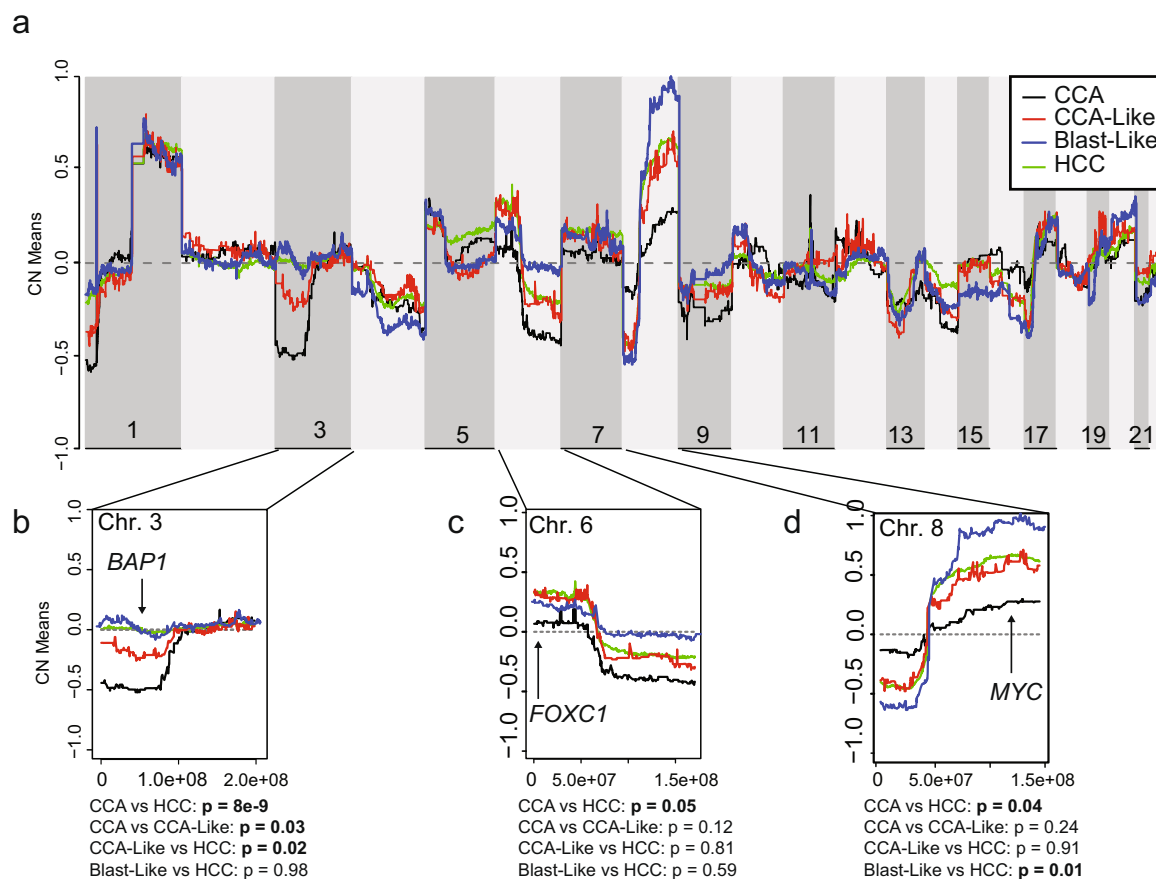 a
CN Means
1.0
0.5
0.0
−0.5
−1.0
CCA
CCA-Like
Blast-Like
HCC
1 3 5 7 9 11 13 15 17 19 21
b
Chr. 3
BAP1
CN Means
1.0
0.5
0.0
−0.5
−1.0
0 1.0e+08 2.0e+08
CCA vs HCC: p = 8e-9
CCA vs CCA-Like: p = 0.03
CCA-Like vs HCC: p = 0.02
Blast-Like vs HCC: p = 0.98
c
Chr. 6
FOXC1
1.0
0.5
0.0
−0.5
−1.0
0 5.0e+07 1.5e+08
CCA vs HCC: p = 0.05
CCA vs CCA-Like: p = 0.12
CCA-Like vs HCC: p = 0.81
Blast-Like vs HCC: p = 0.59
d
Chr. 8
MYC
1.0
0.5
0.0
−0.5
−1.0
0 5.0e+07 1.5e+08
CCA vs HCC: p = 0.04
CCA vs CCA-Like: p = 0.24
CCA-Like vs HCC: p = 0.91
Blast-Like vs HCC: p = 0.01